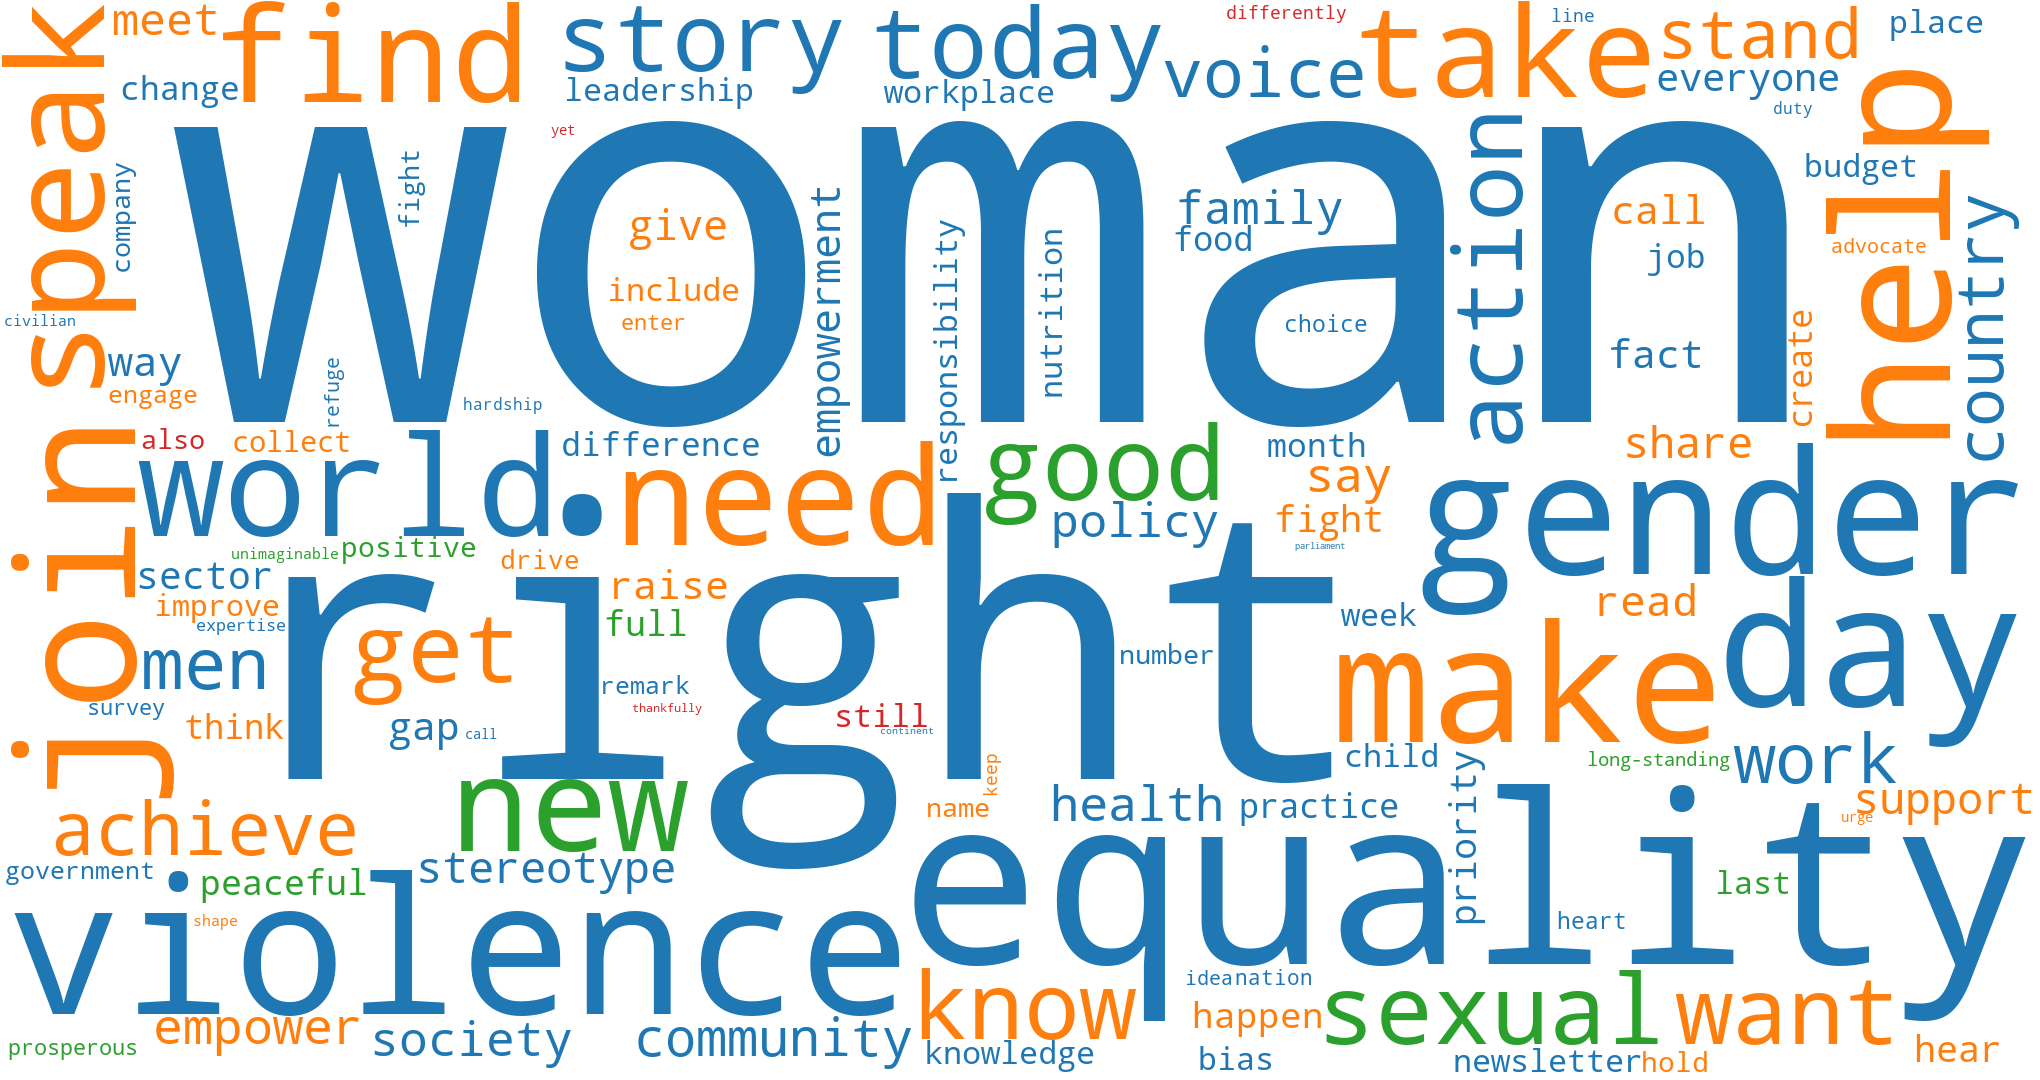 meet
find
story
today
differently
line
take
stand
place
voice
everyone
change
leadership
workplace
duty
speak
woman
yet
help
company
fight
action
budget
give
empowerment
family
call
country
responsibility
nutrition
food
job
advocate
include
enter
choice
civilian
way
fact
create
engage
refuge
hardship
also
collect
difference
month
share
join
world
need
good
say
gender
policy
fight
unimaginable
positive
drive
parliament
sector
right
raise
day
improve
full
week
read
expertise
get
make
men
number
remark
survey
thankfully
think
gap
call
still
continent
child
long-standing
work
new
keep
priority
achieve
name
health
practice
support
urge
equality
government
peaceful
stereotype
last
violence
shape
heart
know
idea
nation
sexual
want
empower
society
community
happen
prosperous
knowledge
bias
newsletter
hold
hear